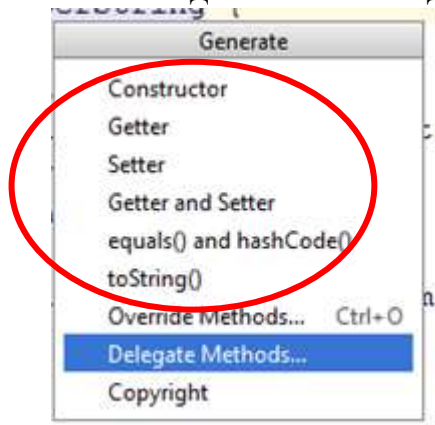 Generate
Constructor
Getter
Setter
Getter and Setter
equals() and hashCode()
toString()
Override Methods... Ctrl+O
Delegate Methods...
Copyright